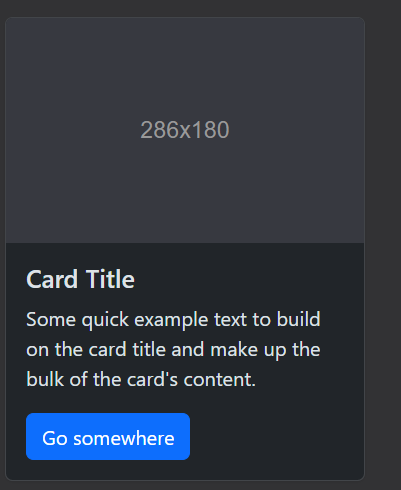 286x180
Card Title
Some quick example text to build
on the card title and make up the
bulk of the card's content.
Go somewhere